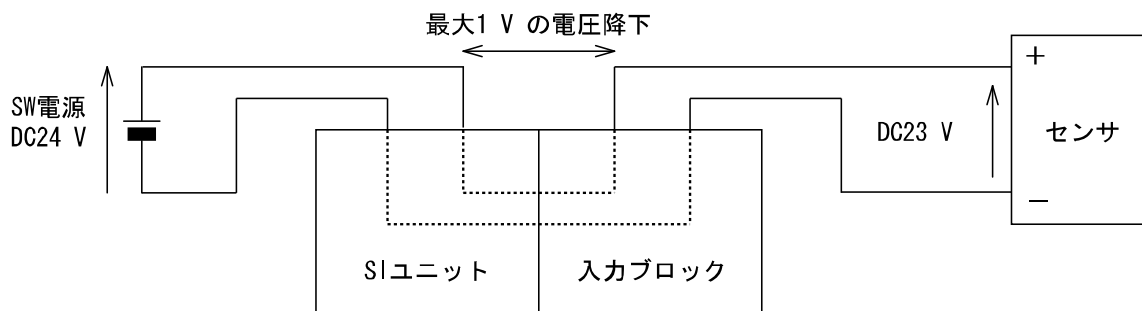 最大1 V の電圧降下
SW電源
DC24 V
+
DC23 V
センサ
−
SIユニット
入力ブロック